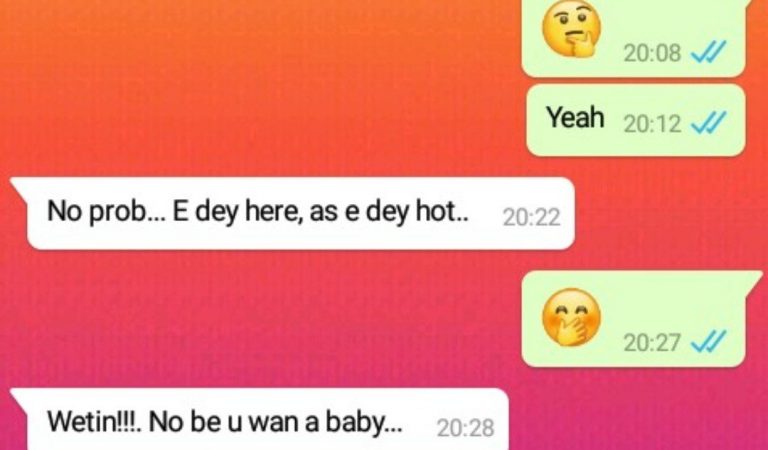 🤔 20:08
Yeah 20:12
No prob... E dey here, as e dey hot.. 20:22
🤭 20:27
Wetin!!!. No be u wan a baby... 20:28